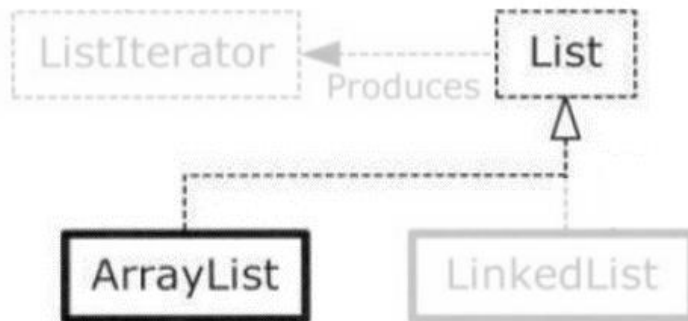 ListIterator
List
Produces
ArrayList
LinkedList